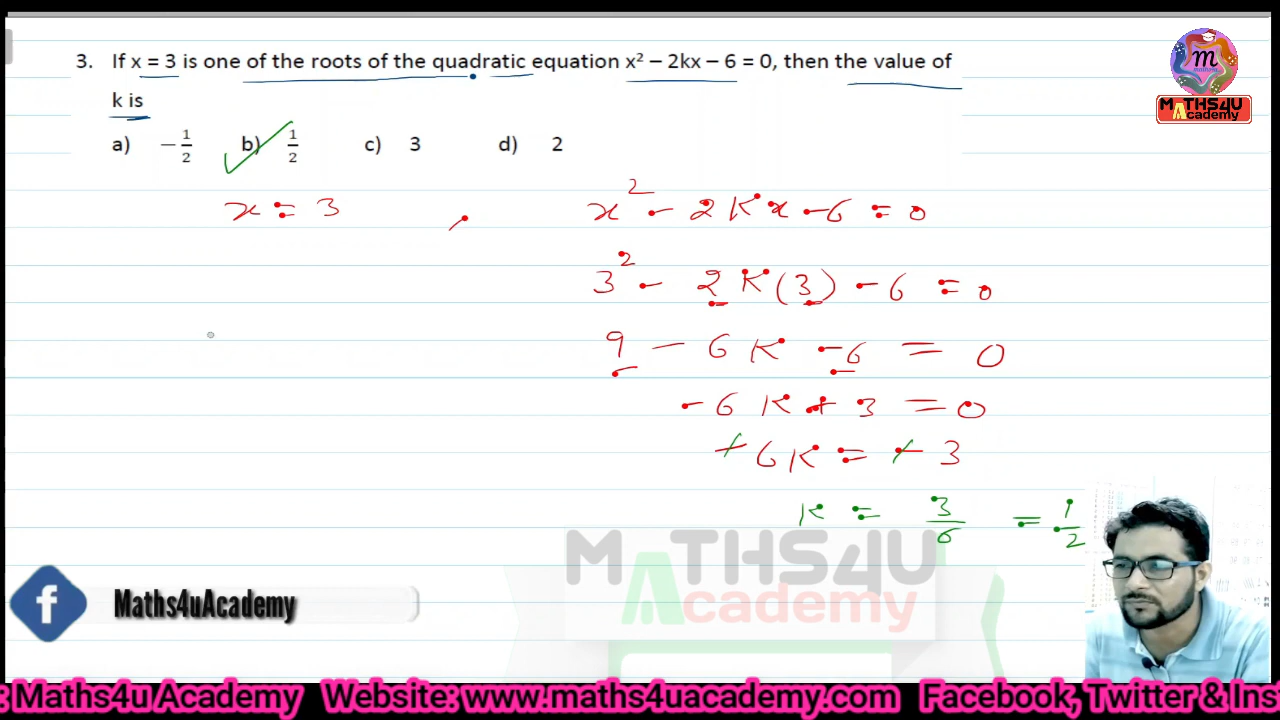 3. If x = 3 is one of the roots of the quadratic equation x² − 2kx − 6 = 0, then the value of
k is
a) −1/2 b) 1/2 c) 3 d) 2
x = 3 , x² - 2kx - 6 = 0
3² - 2k(3) - 6 = 0
9 - 6k - 6 = 0
- 6k + 3 = 0
- 6k = - 3
k = 3/6 = 1/2
m
MATHS4U
Academy
MATHS4U
Academy
f Maths4uAcademy
: Maths4u Academy Website: www.maths4uacademy.com Facebook, Twitter & Inst